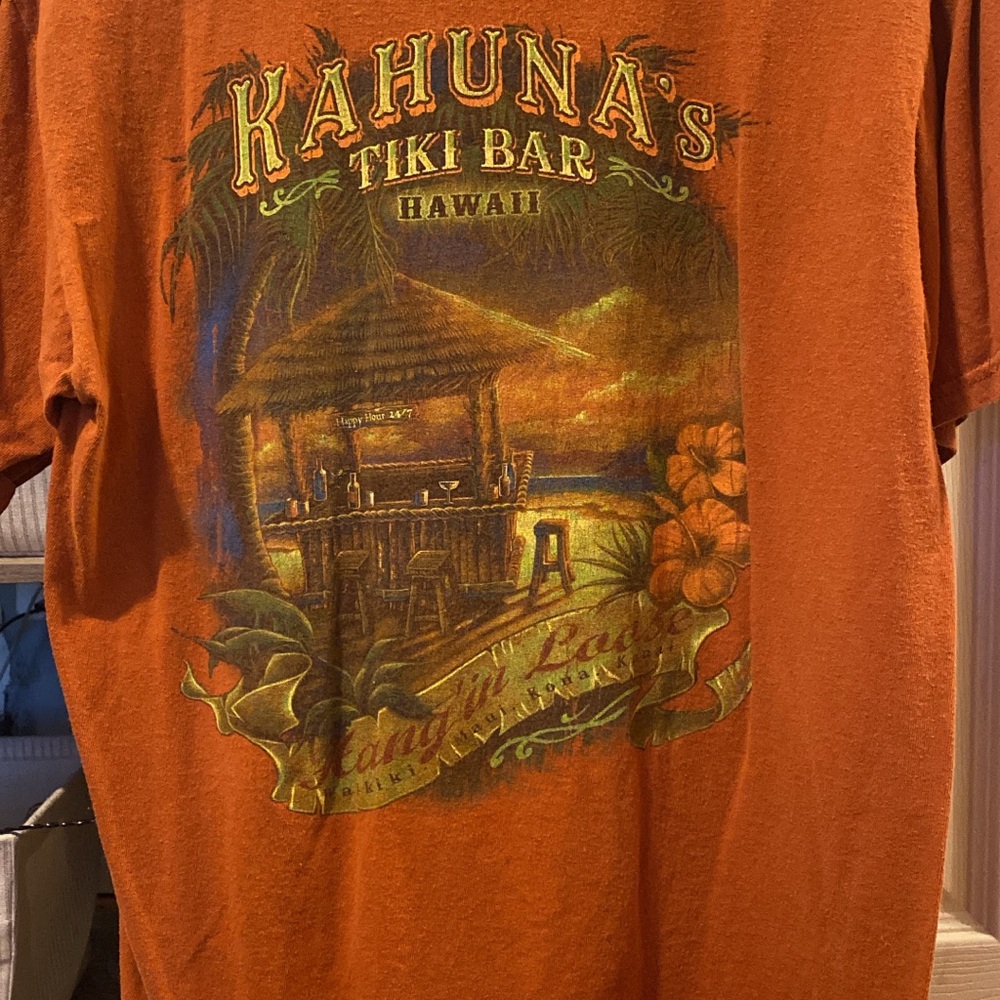 KAHUNA's
TIKI BAR
HAWAII
Happy Hour 24/7
Hang'in Loose
Waikiki, Maui, Kona, Kauai